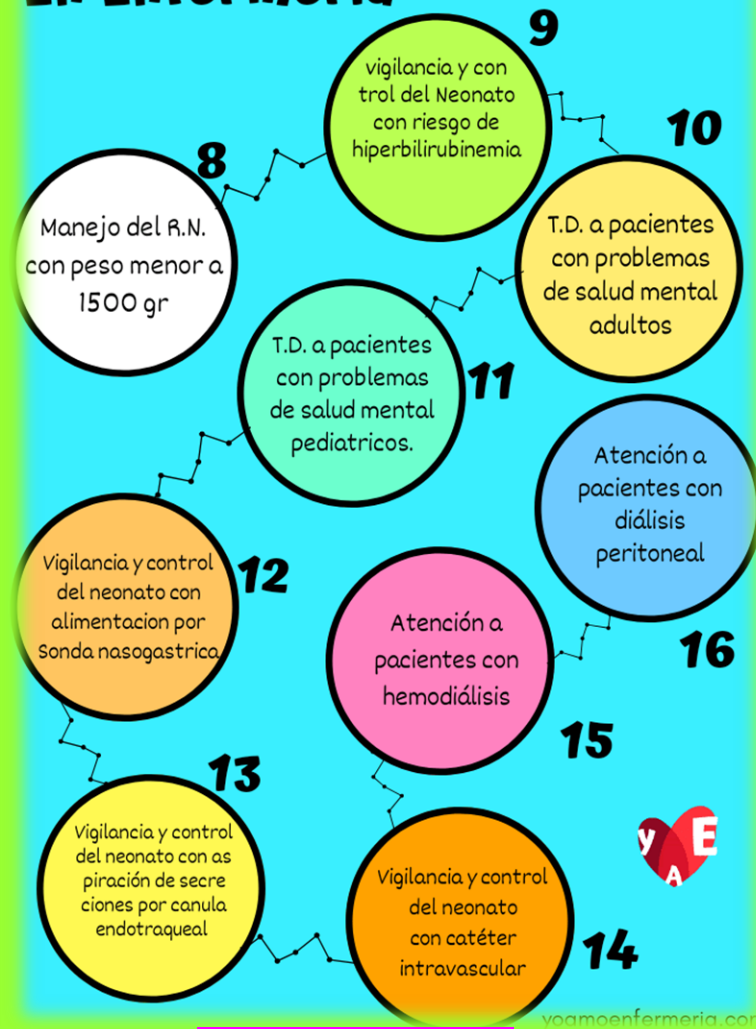 en Enfermería
8
Manejo del R.N.
con peso menor a
1500 gr
9
vigilancia y con
trol del Neonato
con riesgo de
hiperbilirubinemia
10
T.D. a pacientes
con problemas
de salud mental
adultos
T.D. a pacientes
con problemas
de salud mental
pediatricos.
11
Vigilancia y control
del neonato con
alimentacion por
Sonda nasogastrica
12
13
Vigilancia y control
del neonato con as
piración de secre
ciones por canula
endotraqueal
Vigilancia y control
del neonato
con catéter
intravascular
14
Atención a
pacientes con
hemodiálisis
15
Atención a
pacientes con
diálisis
peritoneal
16
y E
A
yoamoenfermeria.com